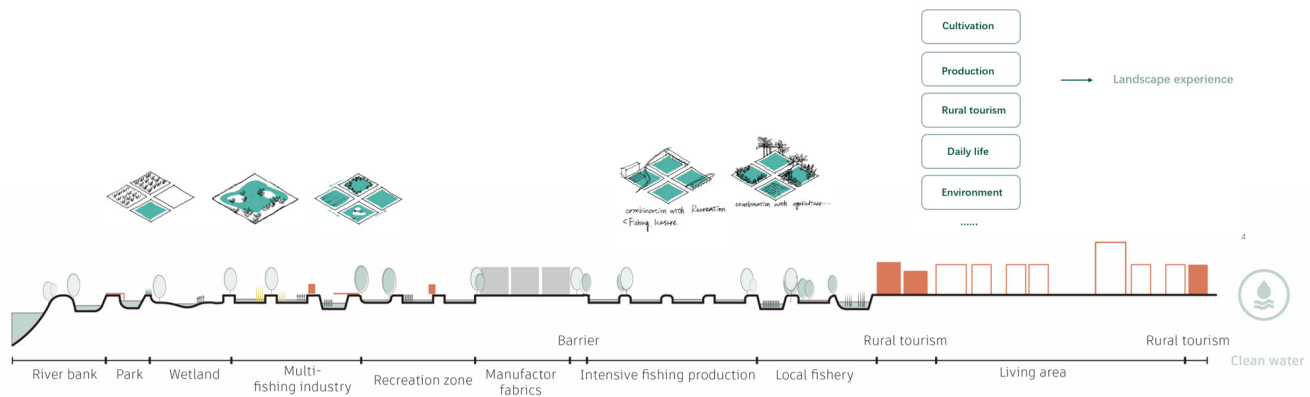 Cultivation
Production
Landscape experience
Rural tourism
Daily life
Environment
......
combination with Recreation
< Fishing, leasure.
combination with agriculture....
4
Barrier
Rural tourism
Rural tourism
Clean water
River bank
Park
Wetland
Multi-
fishing industry
Recreation zone
Manufactor
fabrics
Intensive fishing production
Local fishery
Living area